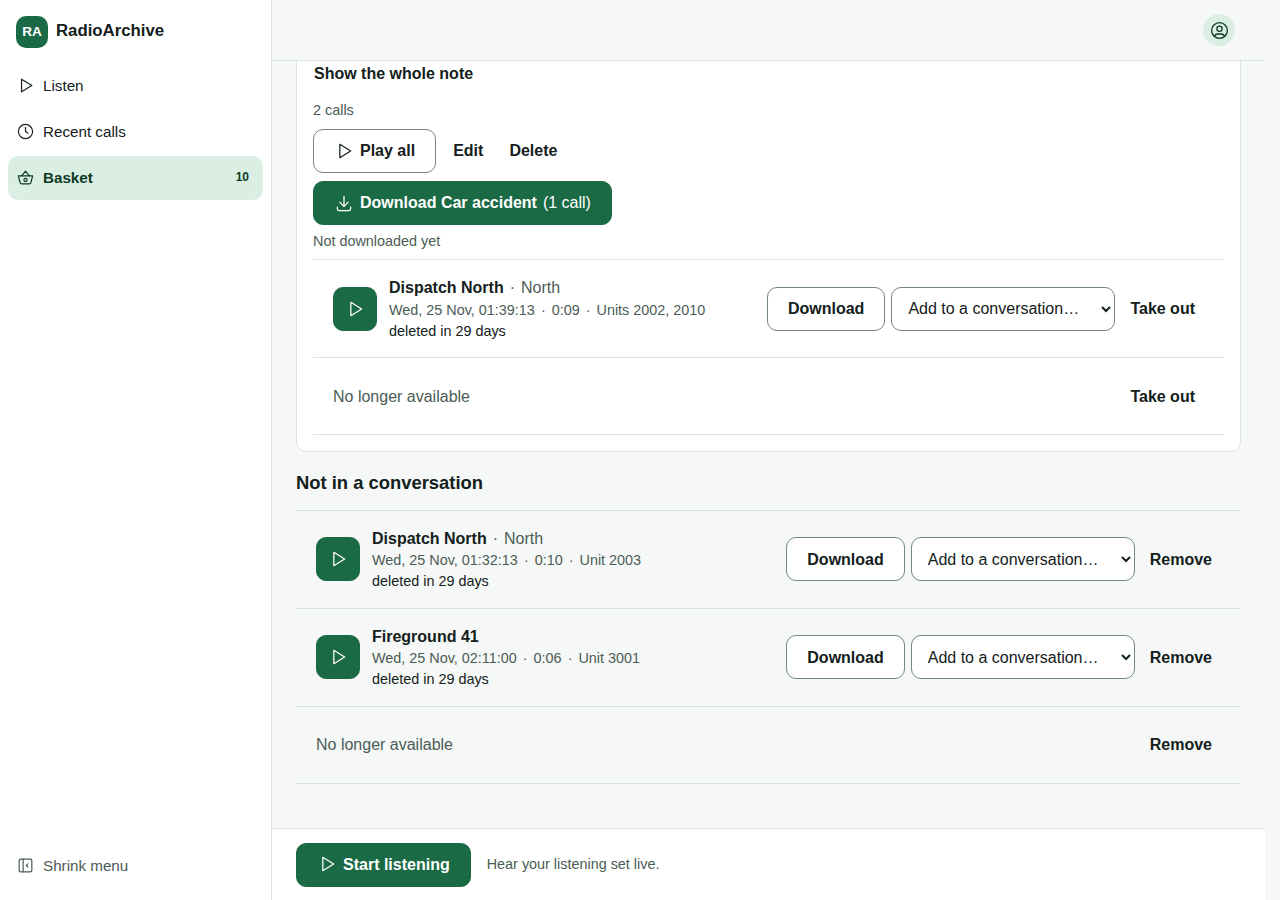 RA RadioArchive
Listen
Recent calls
Basket 10
Shrink menu
Show the whole note
2 calls
Play all Edit Delete
Download Car accident (1 call)
Not downloaded yet
Dispatch North · North
Wed, 25 Nov, 01:39:13 · 0:09 · Units 2002, 2010
deleted in 29 days
Download Add to a conversation… Take out
No longer available Take out
Not in a conversation
Dispatch North · North
Wed, 25 Nov, 01:32:13 · 0:10 · Unit 2003
deleted in 29 days
Download Add to a conversation… Remove
Fireground 41
Wed, 25 Nov, 02:11:00 · 0:06 · Unit 3001
deleted in 29 days
Download Add to a conversation… Remove
No longer available Remove
Start listening Hear your listening set live.